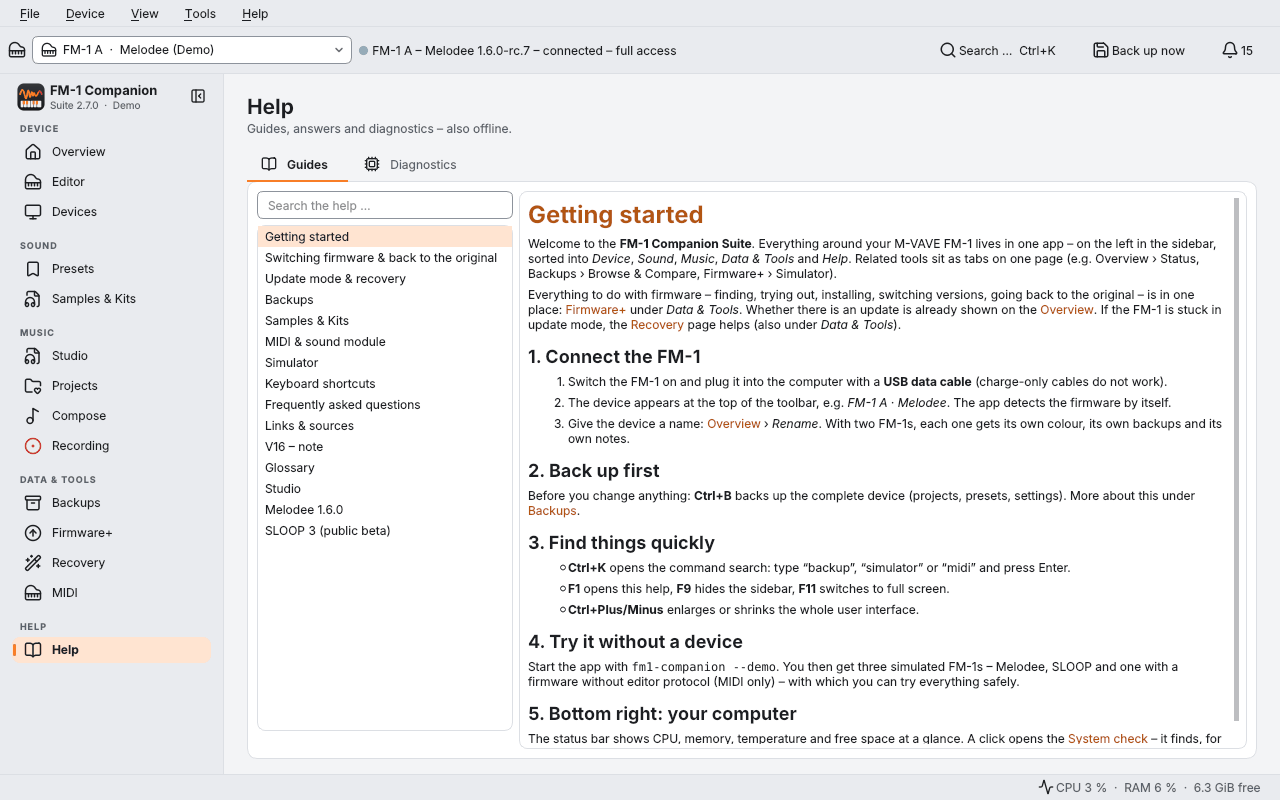 File Device View Tools Help
FM-1 A · Melodee (Demo)
FM-1 A – Melodee 1.6.0-rc.7 – connected – full access
Search ... Ctrl+K
Back up now
15
FM-1 Companion
Suite 2.7.0 · Demo
DEVICE
Overview
Editor
Devices
SOUND
Presets
Samples & Kits
MUSIC
Studio
Projects
Compose
Recording
DATA & TOOLS
Backups
Firmware+
Recovery
MIDI
HELP
Help
Help
Guides, answers and diagnostics – also offline.
Guides
Diagnostics
Search the help ...
Getting started
Switching firmware & back to the original
Update mode & recovery
Backups
Samples & Kits
MIDI & sound module
Simulator
Keyboard shortcuts
Frequently asked questions
Links & sources
V16 – note
Glossary
Studio
Melodee 1.6.0
SLOOP 3 (public beta)
Getting started
Welcome to the FM-1 Companion Suite. Everything around your M-VAVE FM-1 lives in one app – on the left in the sidebar,
sorted into Device, Sound, Music, Data & Tools and Help. Related tools sit as tabs on one page (e.g. Overview › Status,
Backups › Browse & Compare, Firmware+ › Simulator).
Everything to do with firmware – finding, trying out, installing, switching versions, going back to the original – is in one
place: Firmware+ under Data & Tools. Whether there is an update is already shown on the Overview. If the FM-1 is stuck in
update mode, the Recovery page helps (also under Data & Tools).
1. Connect the FM-1
1. Switch the FM-1 on and plug it into the computer with a USB data cable (charge-only cables do not work).
2. The device appears at the top of the toolbar, e.g. FM-1 A · Melodee. The app detects the firmware by itself.
3. Give the device a name: Overview › Rename. With two FM-1s, each one gets its own colour, its own backups and its
own notes.
2. Back up first
Before you change anything: Ctrl+B backs up the complete device (projects, presets, settings). More about this under
Backups.
3. Find things quickly
Ctrl+K opens the command search: type “backup”, “simulator” or “midi” and press Enter.
F1 opens this help, F9 hides the sidebar, F11 switches to full screen.
Ctrl+Plus/Minus enlarges or shrinks the whole user interface.
4. Try it without a device
Start the app with fm1-companion --demo. You then get three simulated FM-1s – Melodee, SLOOP and one with a
firmware without editor protocol (MIDI only) – with which you can try everything safely.
5. Bottom right: your computer
The status bar shows CPU, memory, temperature and free space at a glance. A click opens the System check – it finds, for
CPU 3 % · RAM 6 % · 6.3 GiB free